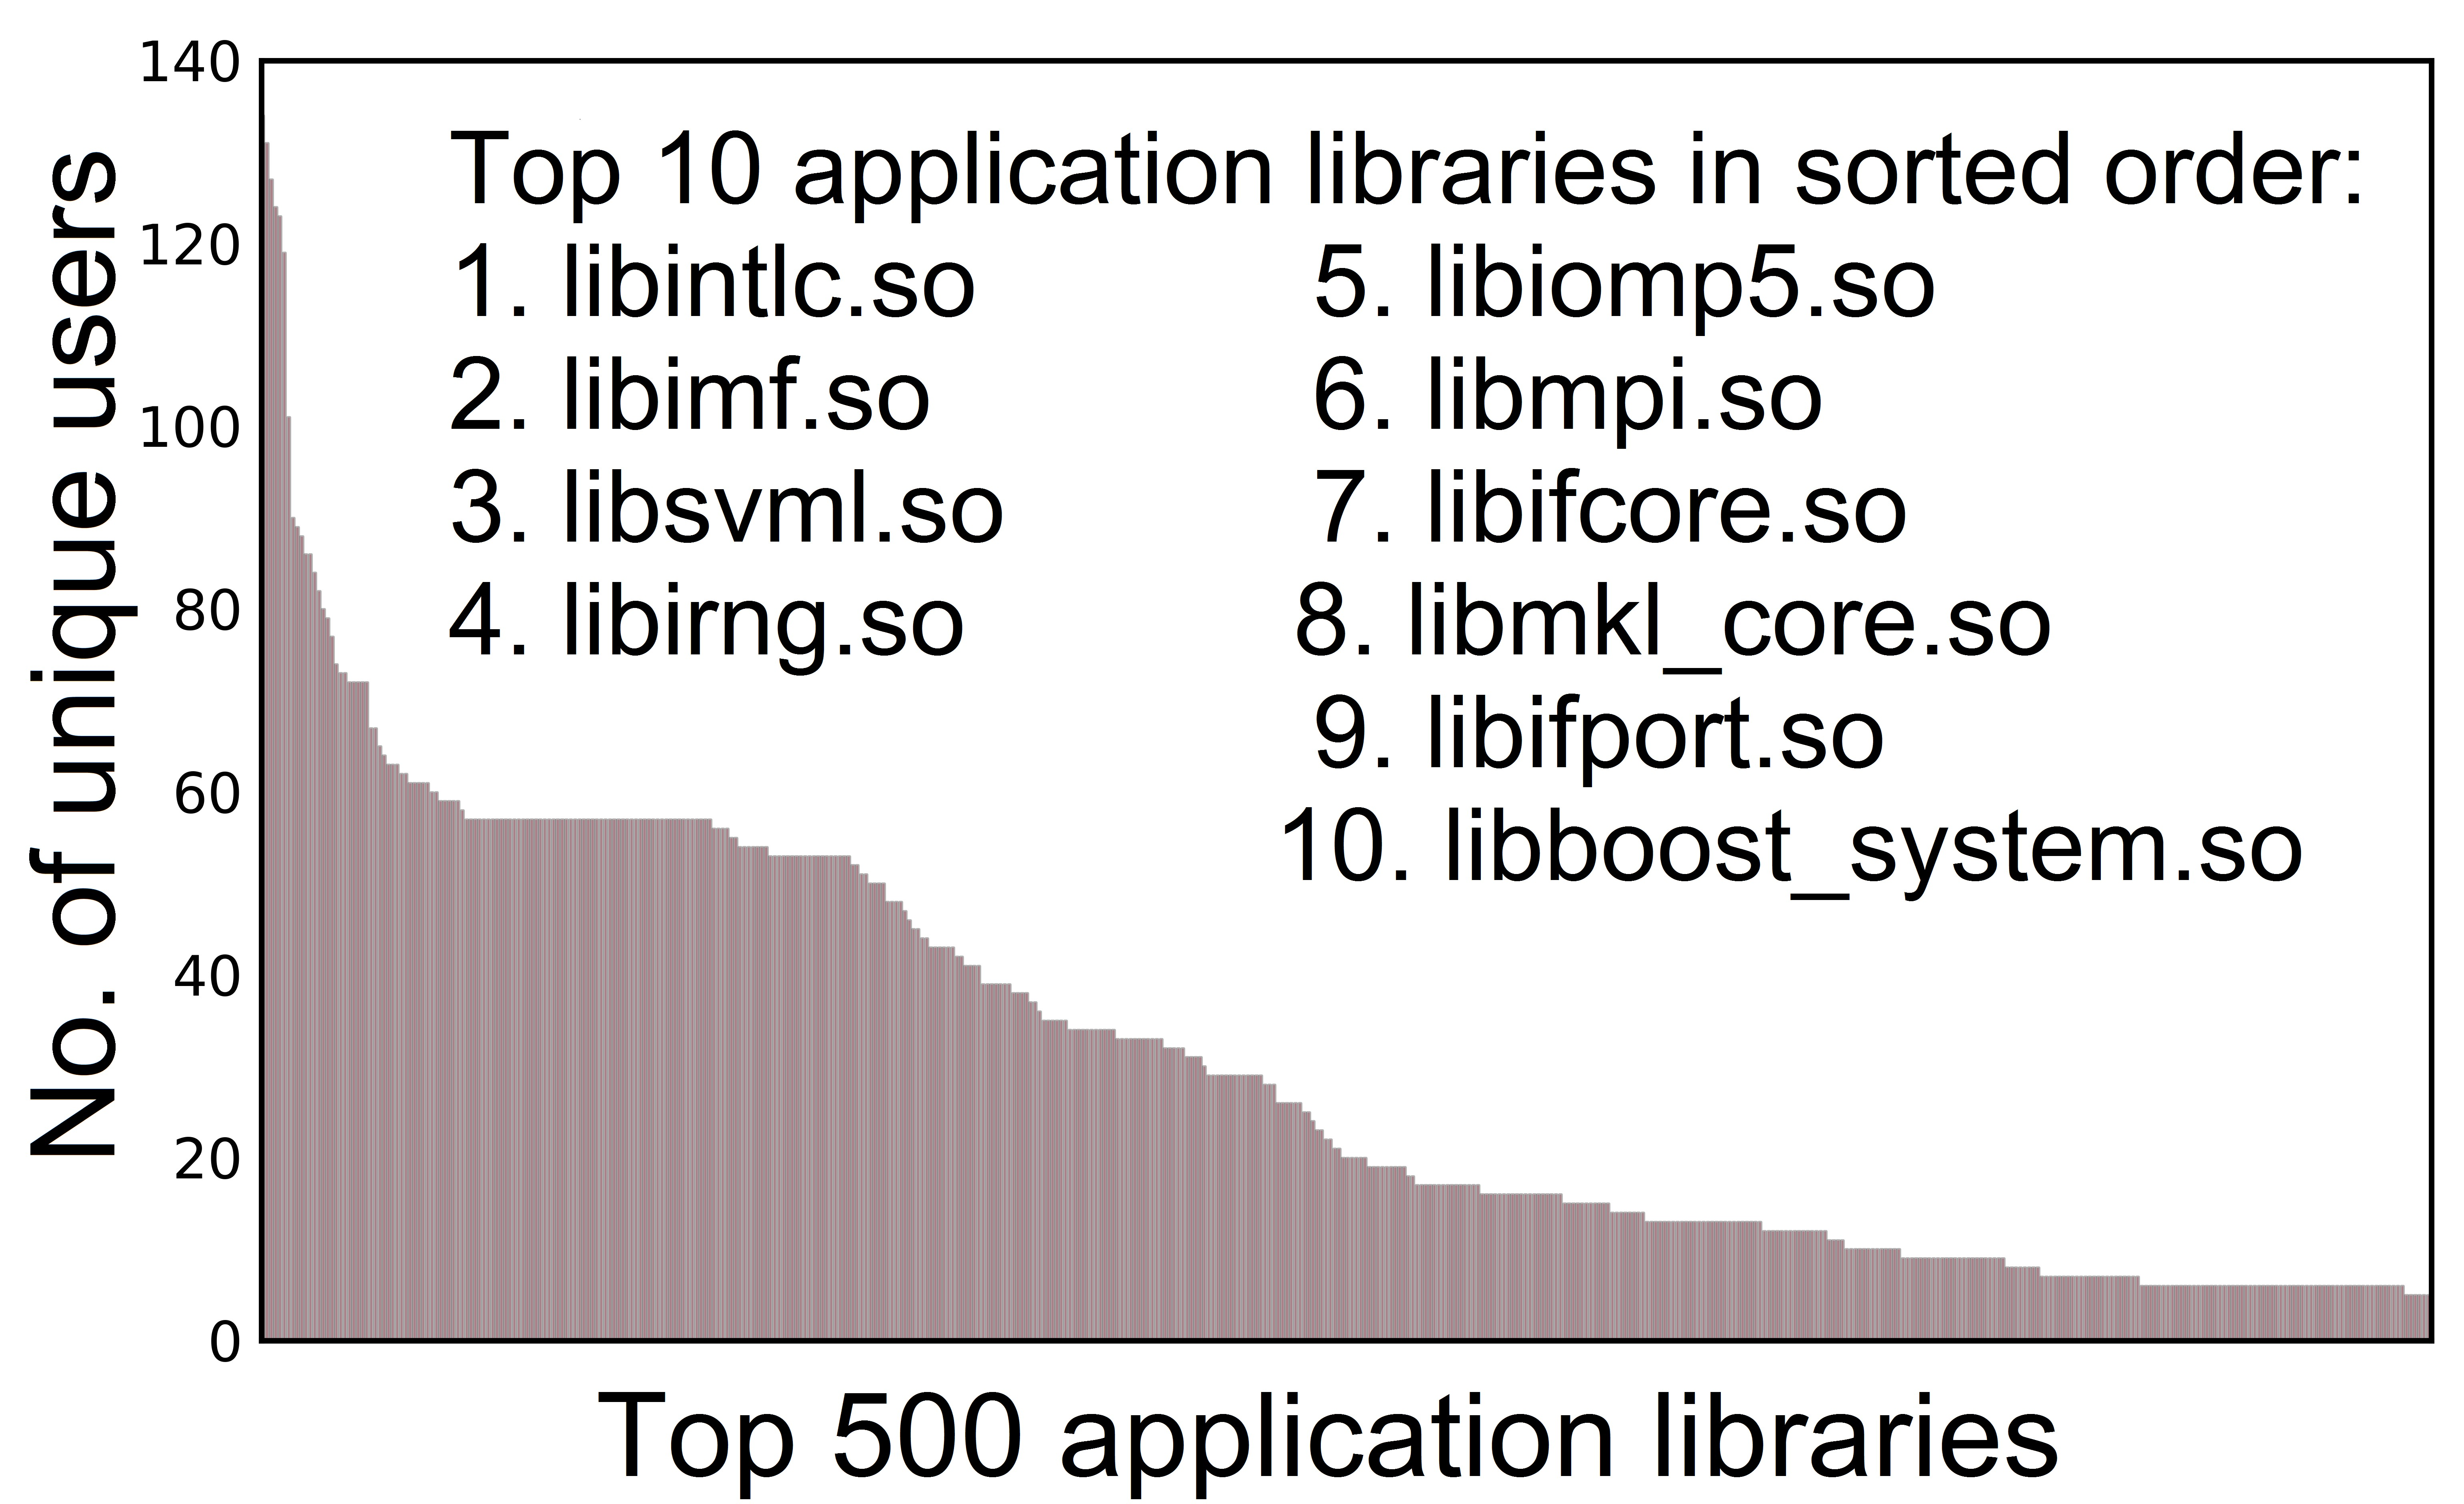 No. of unique users
140
120
100
80
60
40
20
0
Top 10 application libraries in sorted order:
1. libintlc.so
2. libimf.so
3. libsvml.so
4. libirng.so
5. libiomp5.so
6. libmpi.so
7. libifcore.so
8. libmkl_core.so
9. libifport.so
10. libboost_system.so
Top 500 application libraries